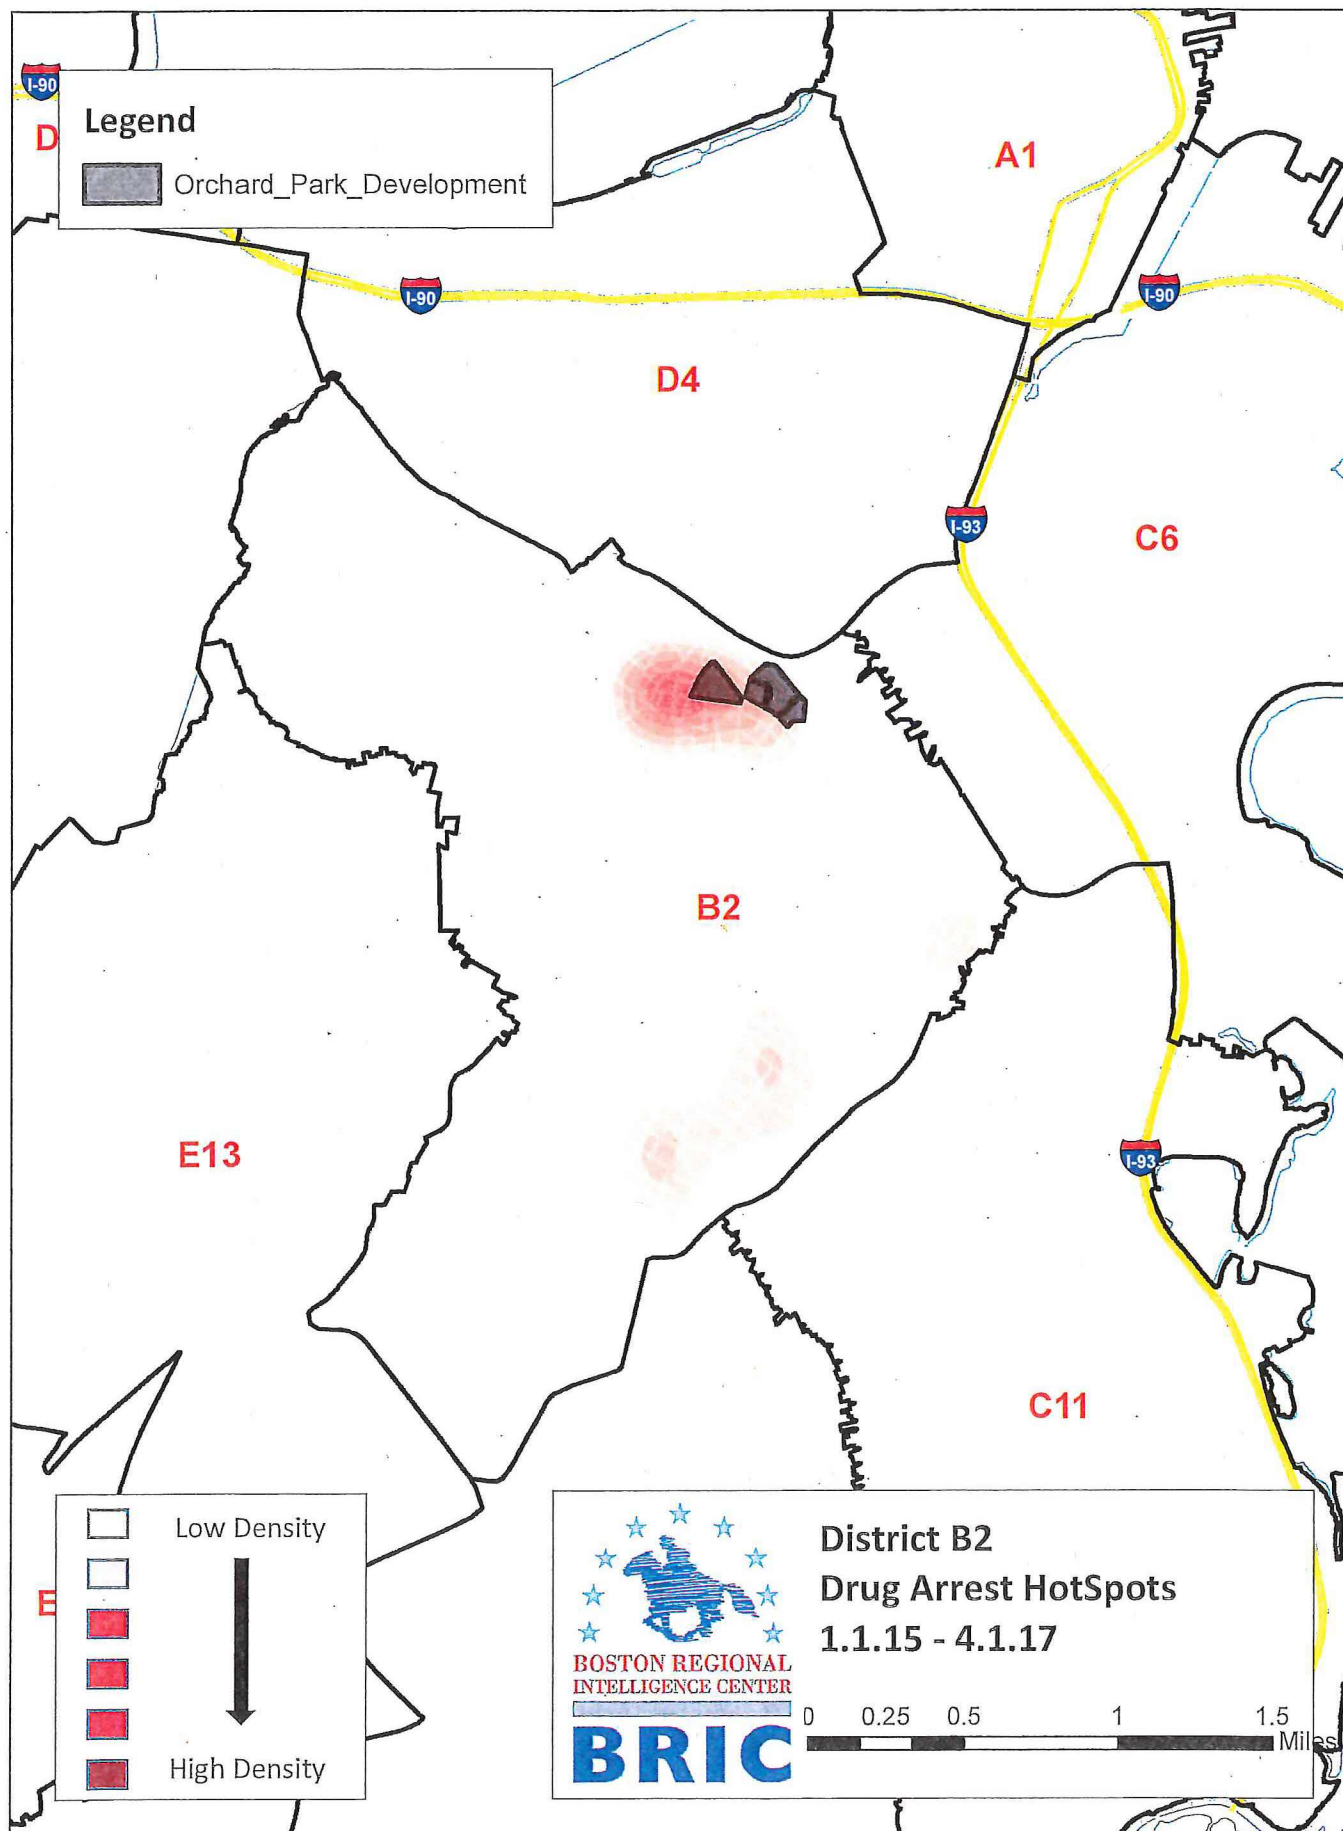 I-90
Legend
D
Orchard_Park_Development
A1
I-90
I-90
D4
I-93
C6
B2
E13
I-93
C11
Low Density
High Density
E
BOSTON REGIONAL
INTELLIGENCE CENTER
BRIC
District B2
Drug Arrest HotSpots
1.1.15 - 4.1.17
0 0.25 0.5 1 1.5
Miles